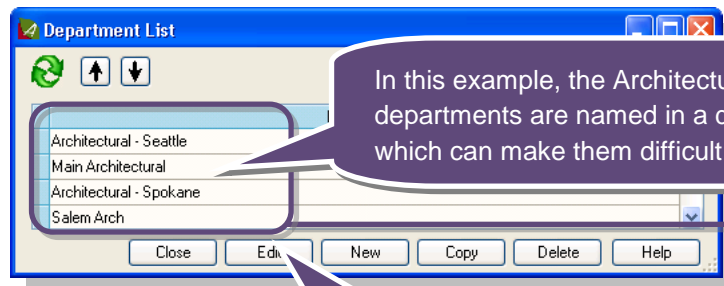 Department List
In this example, the
departments are named in a
which can make them difficult
Architectural - Seattle
Main Architectural
Architectural - Spokane
Salem Arch
Close New Copy Delete Help